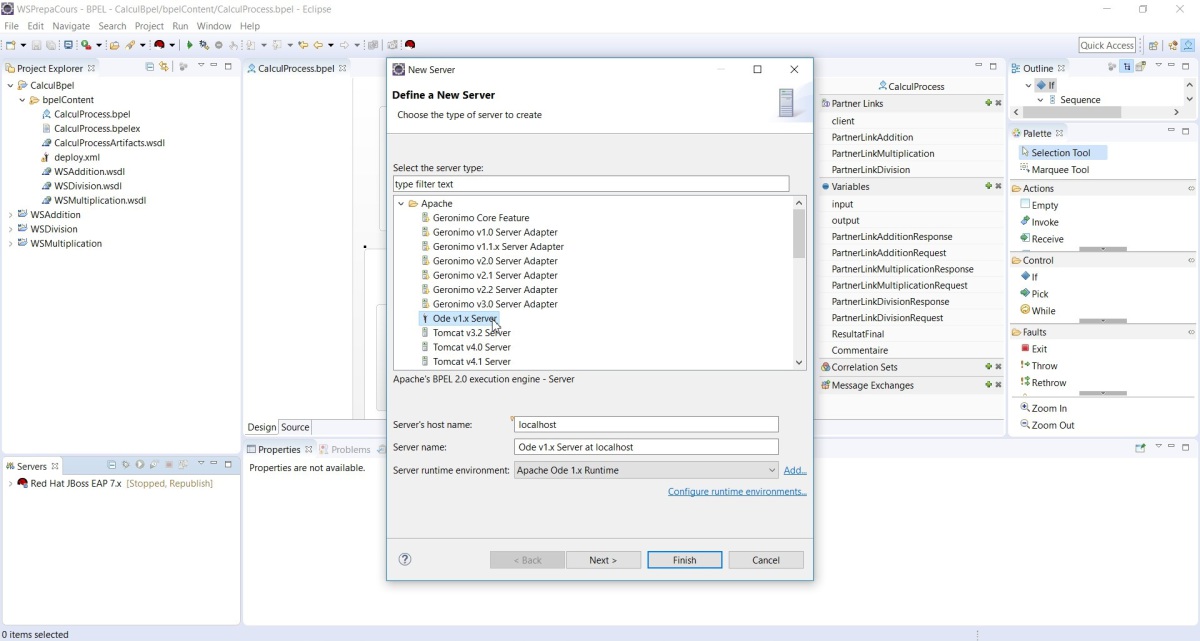 WSPrepaCours - BPEL - CalculBpel/bpelContent/CalculProcess.bpel - Eclipse
File Edit Navigate Search Project Run Window Help
Quick Access
Project Explorer
CalculBpel
bpelContent
CalculProcess.bpel
CalculProcess.bpelex
CalculProcessArtifacts.wsdl
deploy.xml
WSAddition.wsdl
WSDivision.wsdl
WSMultiplication.wsdl
WSAddition
WSDivision
WSMultiplication
Servers
Red Hat JBoss EAP 7.x [Stopped, Republish]
CalculProcess.bpel
Design Source
Properties Problems
Properties are not available.
New Server
Define a New Server
Choose the type of server to create
Select the server type:
type filter text
Apache
Geronimo Core Feature
Geronimo v1.0 Server Adapter
Geronimo v1.1.x Server Adapter
Geronimo v2.0 Server Adapter
Geronimo v2.1 Server Adapter
Geronimo v2.2 Server Adapter
Geronimo v3.0 Server Adapter
Ode v1.x Server
Tomcat v3.2 Server
Tomcat v4.0 Server
Tomcat v4.1 Server
Apache's BPEL 2.0 execution engine - Server
Server's host name: localhost
Server name: Ode v1.x Server at localhost
Server runtime environment: Apache Ode 1.x Runtime Add...
Configure runtime environments...
< Back Next > Finish Cancel
CalculProcess
Partner Links
client
PartnerLinkAddition
PartnerLinkMultiplication
PartnerLinkDivision
Variables
input
output
PartnerLinkAdditionResponse
PartnerLinkAdditionRequest
PartnerLinkMultiplicationResponse
PartnerLinkMultiplicationRequest
PartnerLinkDivisionResponse
PartnerLinkDivisionRequest
ResultatFinal
Commentaire
Correlation Sets
Message Exchanges
Outline
If
Sequence
Palette
Selection Tool
Marquee Tool
Actions
Empty
Invoke
Receive
Control
If
Pick
While
Faults
Exit
Throw
Rethrow
Zoom In
Zoom Out
0 items selected